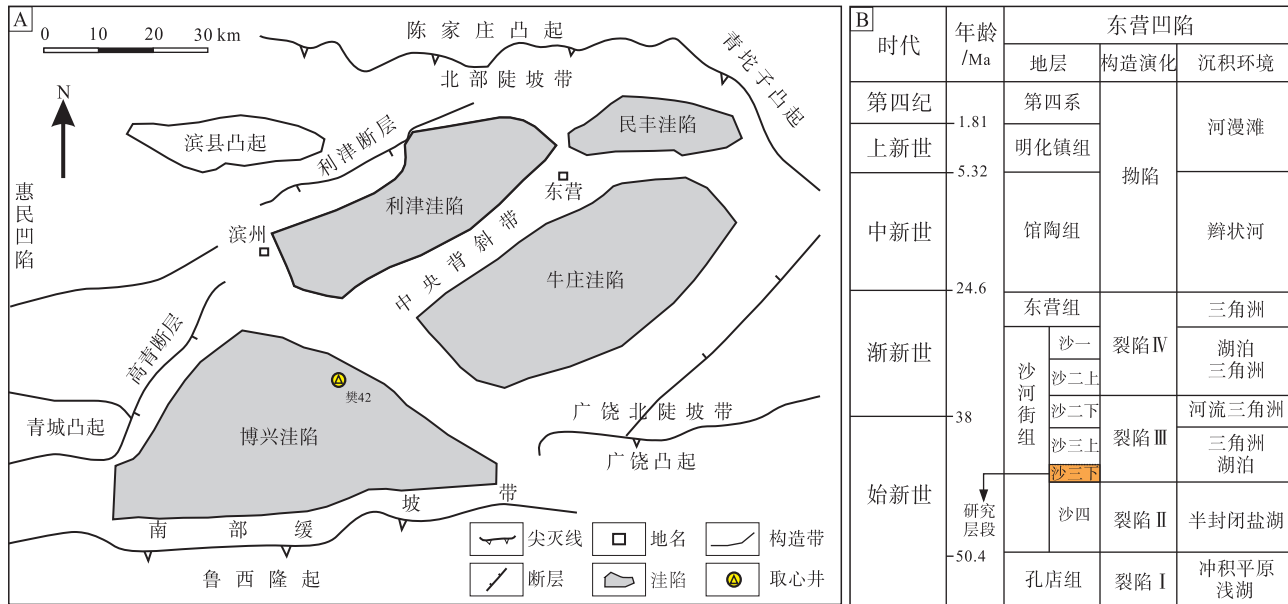 A
0 10 20 30 km
N
陈家庄凸起
北部陡坡带
青坨子凸起
滨县凸起
利津断层
民丰洼陷
惠民凹陷
利津洼陷
东营
滨州
中央背斜带
牛庄洼陷
高青断层
樊42
青城凸起
博兴洼陷
广饶北陡坡带
广饶凸起
南部缓坡带
鲁西隆起
尖灭线
地名
构造带
断层
洼陷
取心井
B
时代
年龄
/Ma
东营凹陷
地层
构造演化
沉积环境
第四纪
第四系
河漫滩
1.81
上新世
明化镇组
拗陷
5.32
中新世
馆陶组
辫状河
24.6
东营组
三角洲
渐新世
沙河街组
沙一
裂陷Ⅳ
湖泊
三角洲
沙二上
38
沙二下
河流三角洲
沙三上
裂陷Ⅲ
三角洲
湖泊
沙三下
始新世
研究
层段
沙四
裂陷Ⅱ
半封闭盐湖
50.4
孔店组
裂陷Ⅰ
冲积平原
浅湖